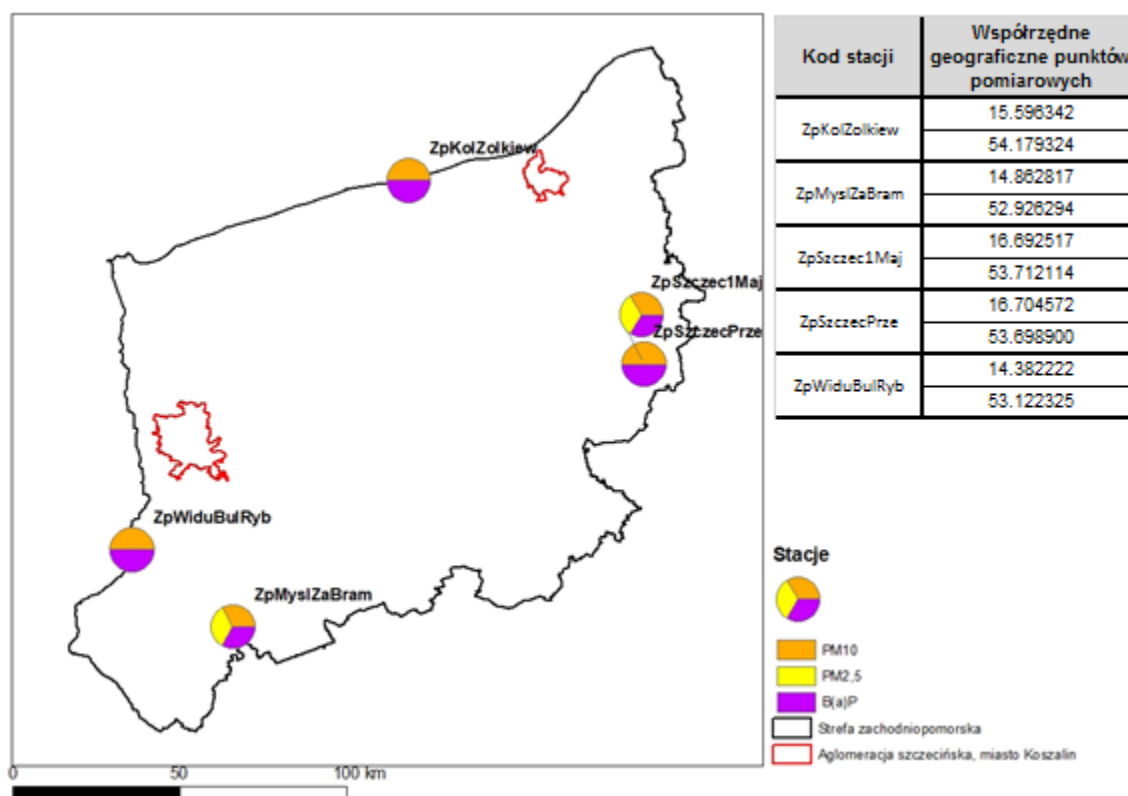 ZpKolZolkiew
ZpSzczec1Maj
ZpSzczecPrze
ZpWiduBulRyb
ZpMyslZaBram
0 50 100 km
Kod stacji
Współrzędne
geograficzne punktów
pomiarowych
ZpKolZolkiew
15.596342
54.179324
ZpMyslZaBram
14.862817
52.926294
ZpSzczec1Maj
16.692517
53.712114
ZpSzczecPrze
16.704572
53.698900
ZpWiduBulRyb
14.382222
53.122325
Stacje
PM10
PM2,5
B(a)P
Strefa zachodniopomorska
Aglomeracja szczecińska, miasto Koszalin